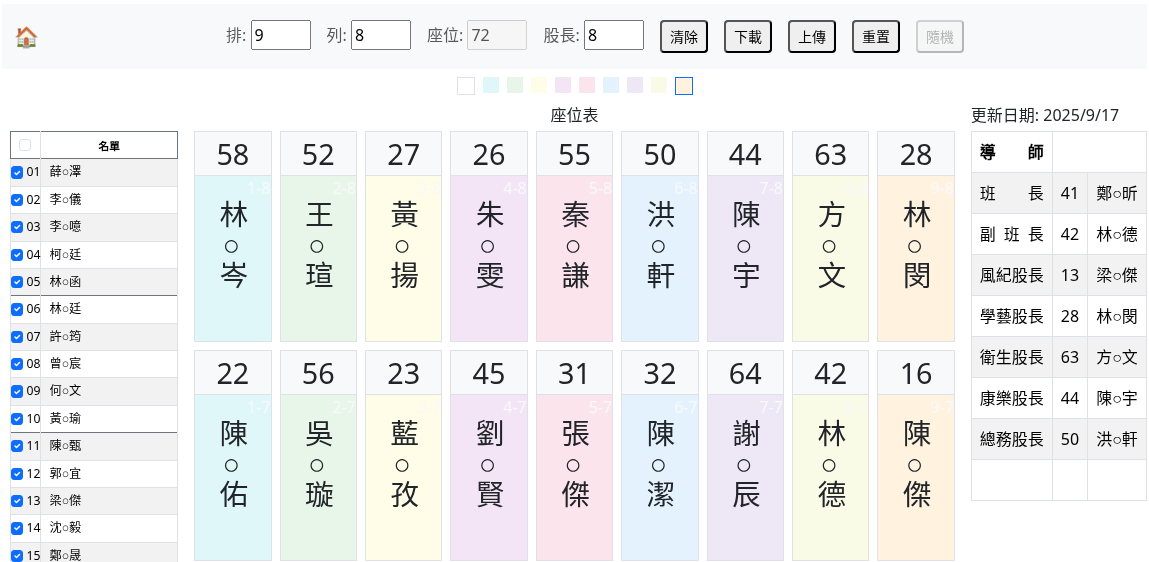 排: 9 列: 8 座位: 72 股長: 8 清除 下載 上傳 重置 隨機
座位表
更新日期: 2025/9/17
名單
01 薛○澤
02 李○儀
03 李○噫
04 柯○廷
05 林○函
06 林○廷
07 許○筠
08 曾○宸
09 何○文
10 黃○瑜
11 陳○甄
12 郭○宜
13 梁○傑
14 沈○毅
15 鄭○晟
58 52 27 26 55 50 44 63 28
1-8 2-8 4-8 5-8 6-8 7-8 9-8
林○岑 王○瑄 黃○揚 朱○雯 秦○謙 洪○軒 陳○宇 方○文 林○閔
22 56 23 45 31 32 64 42 16
1-7 2-7 4-7 5-7 6-7 7-7 9-7
陳○佑 吳○璇 藍○孜 劉○賢 張○傑 陳○潔 謝○辰 林○德 陳○傑
導師
班長 41 鄭○昕
副班長 42 林○德
風紀股長 13 梁○傑
學藝股長 28 林○閔
衛生股長 63 方○文
康樂股長 44 陳○宇
總務股長 50 洪○軒